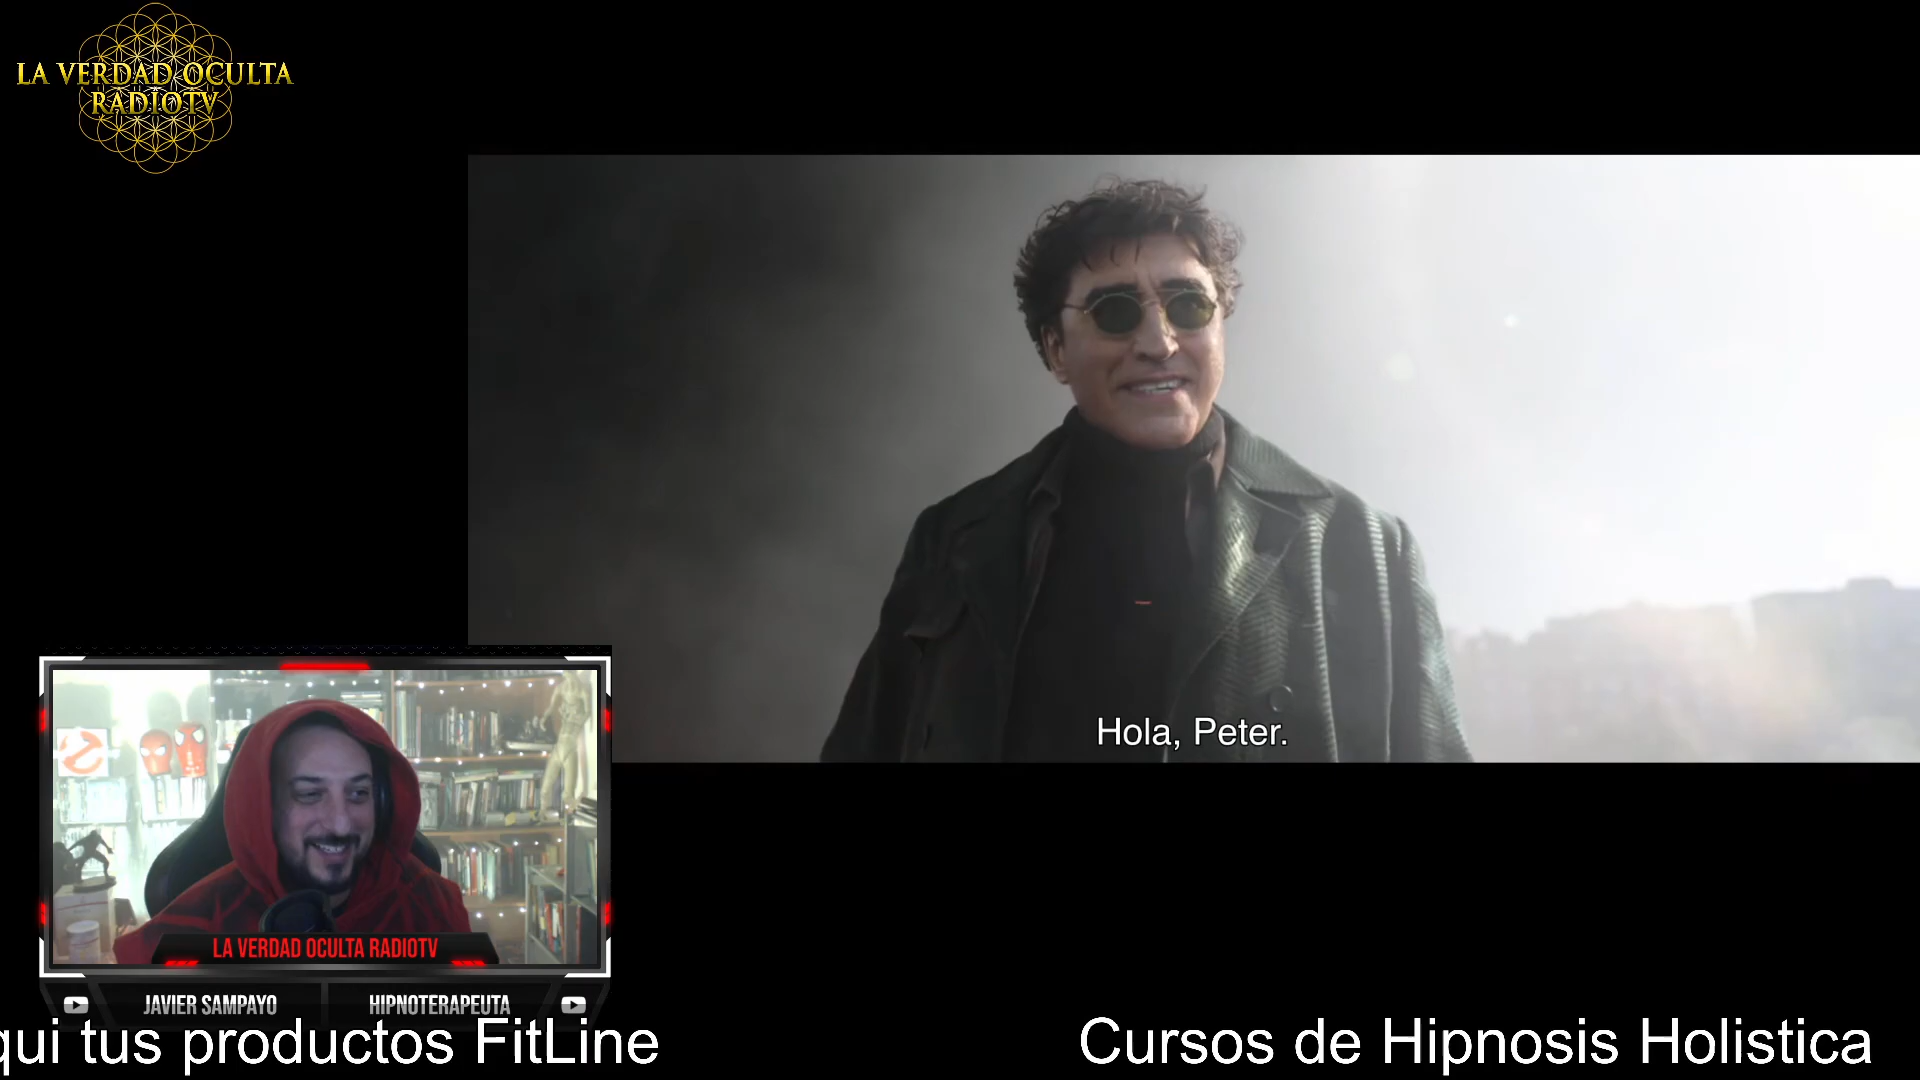 LA VERDAD OCULTA
RADIOTV
Hola, Peter.
LA VERDAD OCULTA RADIOTV
JAVIER SAMPAYO
HIPNOTERAPEUTA
qui tus productos FitLine
Cursos de Hipnosis Holistica